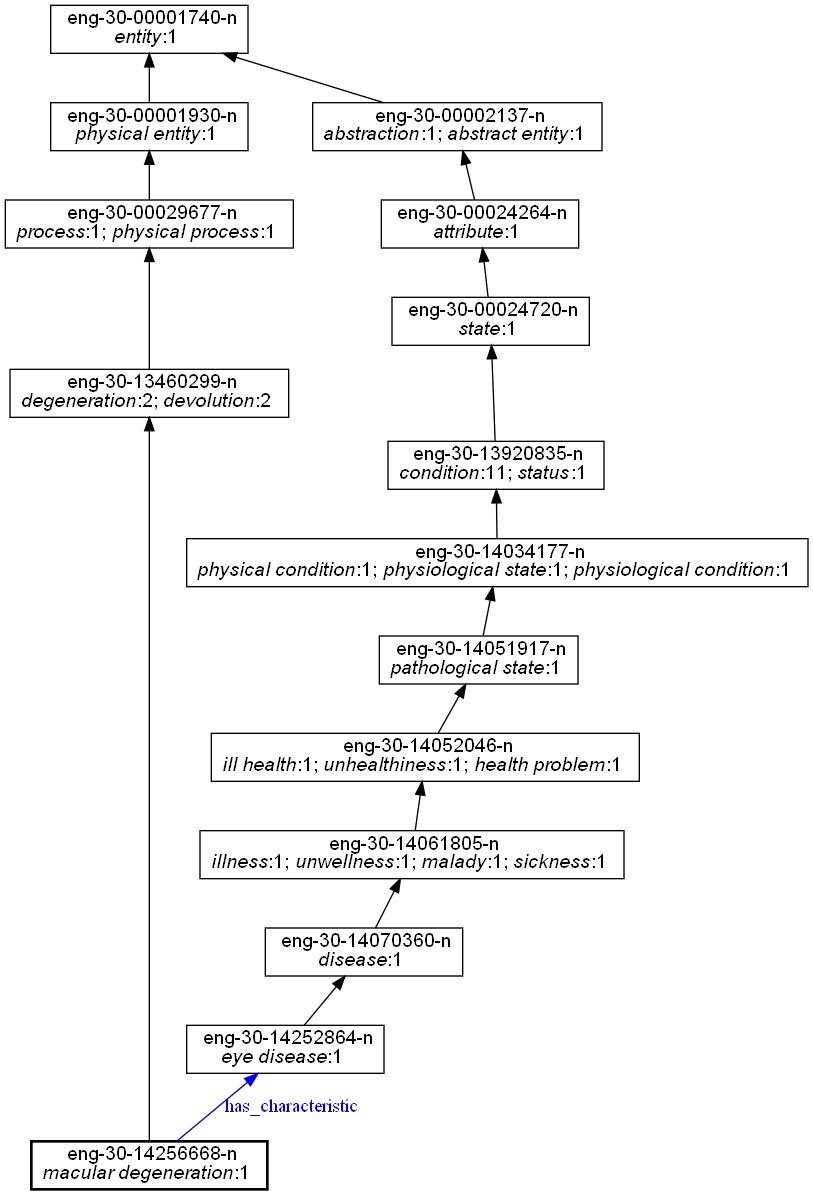 eng-30-00001740-n
entity:1
eng-30-00001930-n
physical entity:1
eng-30-00002137-n
abstraction:1; abstract entity:1
eng-30-00029677-n
process:1; physical process:1
eng-30-00024264-n
attribute:1
eng-30-00024720-n
state:1
eng-30-13460299-n
degeneration:2; devolution:2
eng-30-13920835-n
condition:11; status:1
eng-30-14034177-n
physical condition:1; physiological state:1; physiological condition:1
eng-30-14051917-n
pathological state:1
eng-30-14052046-n
ill health:1; unhealthiness:1; health problem:1
eng-30-14061805-n
illness:1; unwellness:1; malady:1; sickness:1
eng-30-14070360-n
disease:1
eng-30-14252864-n
eye disease:1
has_characteristic
eng-30-14256668-n
macular degeneration:1